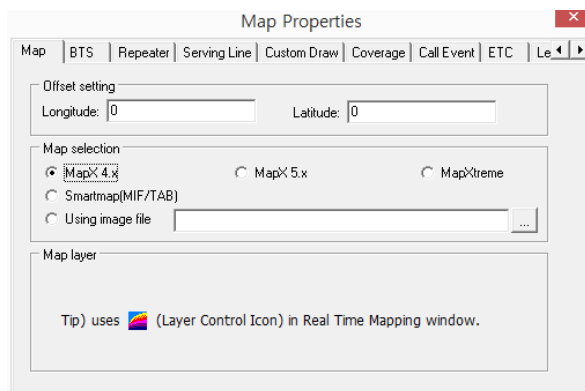 Map Properties
Map BTS Repeater Serving Line Custom Draw Coverage Call Event ETC Le
Offset setting
Longitude: 0 Latitude: 0
Map selection
MapX 4.x MapX 5.x MapXtreme
Smartmap(MIF/TAB)
Using image file ...
Map layer
Tip) uses (Layer Control Icon) in Real Time Mapping window.